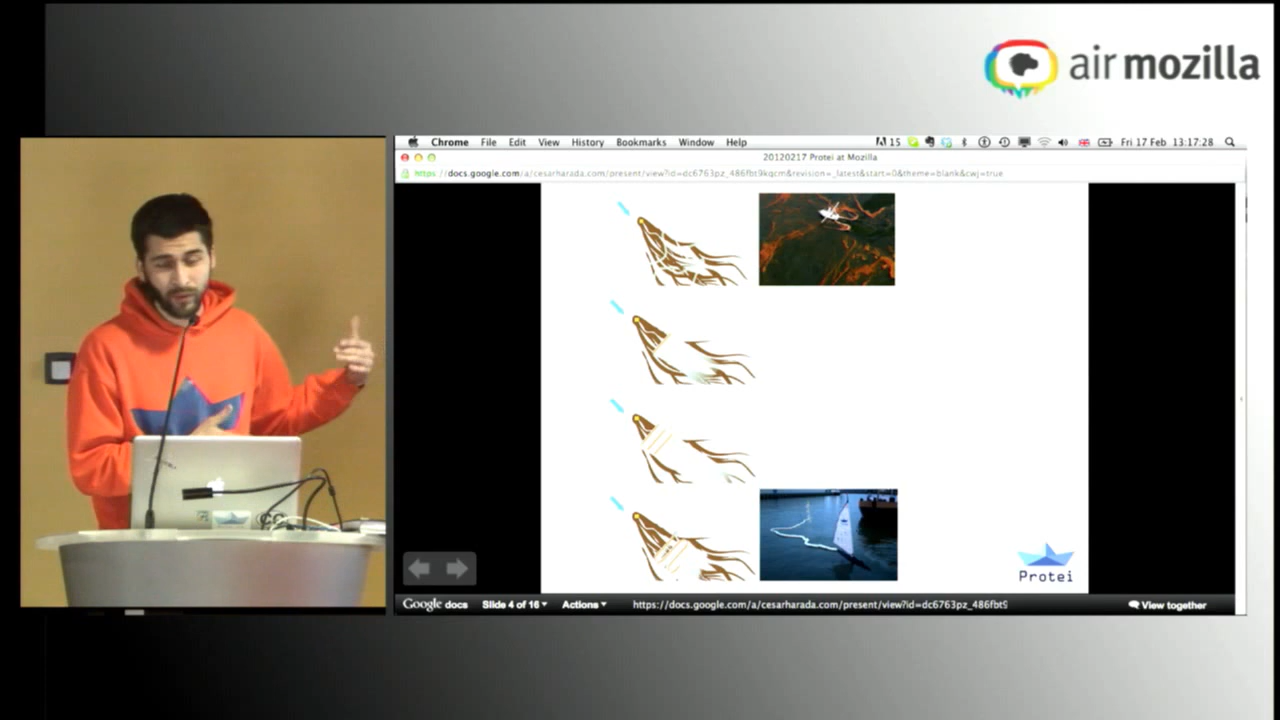 air mozilla
Chrome File Edit View History Bookmarks Window Help
15
Fri 17 Feb 13:17:28
20120217 Protei at Mozilla
https://docs.google.com/a/cesarharada.com/present/view?id=dc6763pz_486fbt9kqcm&revision=_latest&start=0&theme=blank&cwj=true
Protei
Google docs Slide 4 of 16 Actions https://docs.google.com/a/cesarharada.com/present/view?id=dc6763pz_486fbt9 View together